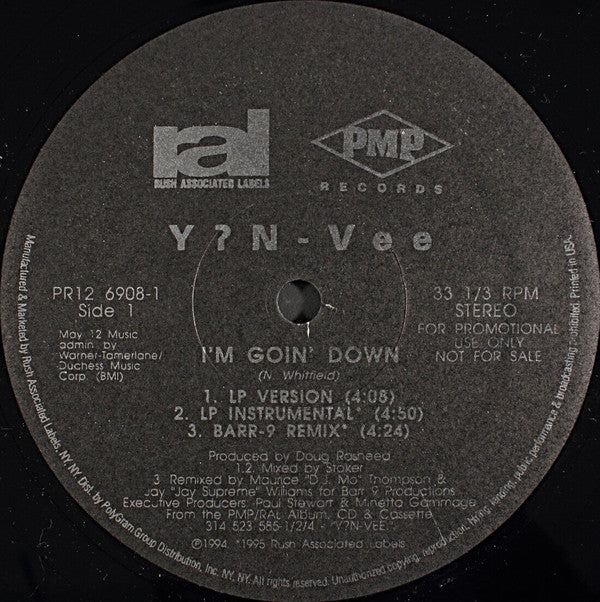 ral
RUSH ASSOCIATED LABELS
PMP
RECORDS
Y?N-Vee
PR12 6908-1
Side 1
33 1/3 RPM
STEREO
FOR PROMOTIONAL
USE ONLY
NOT FOR SALE
May 12 Music
admin. by
Warner-Tamerlane/
Duchess Music
Corp. (BMI)
I'M GOIN' DOWN
(N. Whitfield)
1. LP VERSION (4:08)
2. LP INSTRUMENTAL* (4:50)
3. BARR-9 REMIX* (4:24)
Produced by Doug Rasheed
1.2. Mixed by Stoker
3 Remixed by Maurice "D.J. Mo" Thompson &
Jay "Jay Supreme" Williams for Barr 9 Productions
Executive Producers: Paul Stewart & Minetta Gammage
From the PMP/RAL Album, CD & Cassette
314 523 585-1/2/4 - "Y?N-VEE"
©1994 *1995 Rush Associated Labels
Manufactured & Marketed by Rush Associated Labels, NY, NY. Dist. by PolyGram Group Distribution, Inc. NY, NY. All rights reserved. Unauthorized copying, hiring, lending, public performance & broadcasting prohibited. Printed in USA.